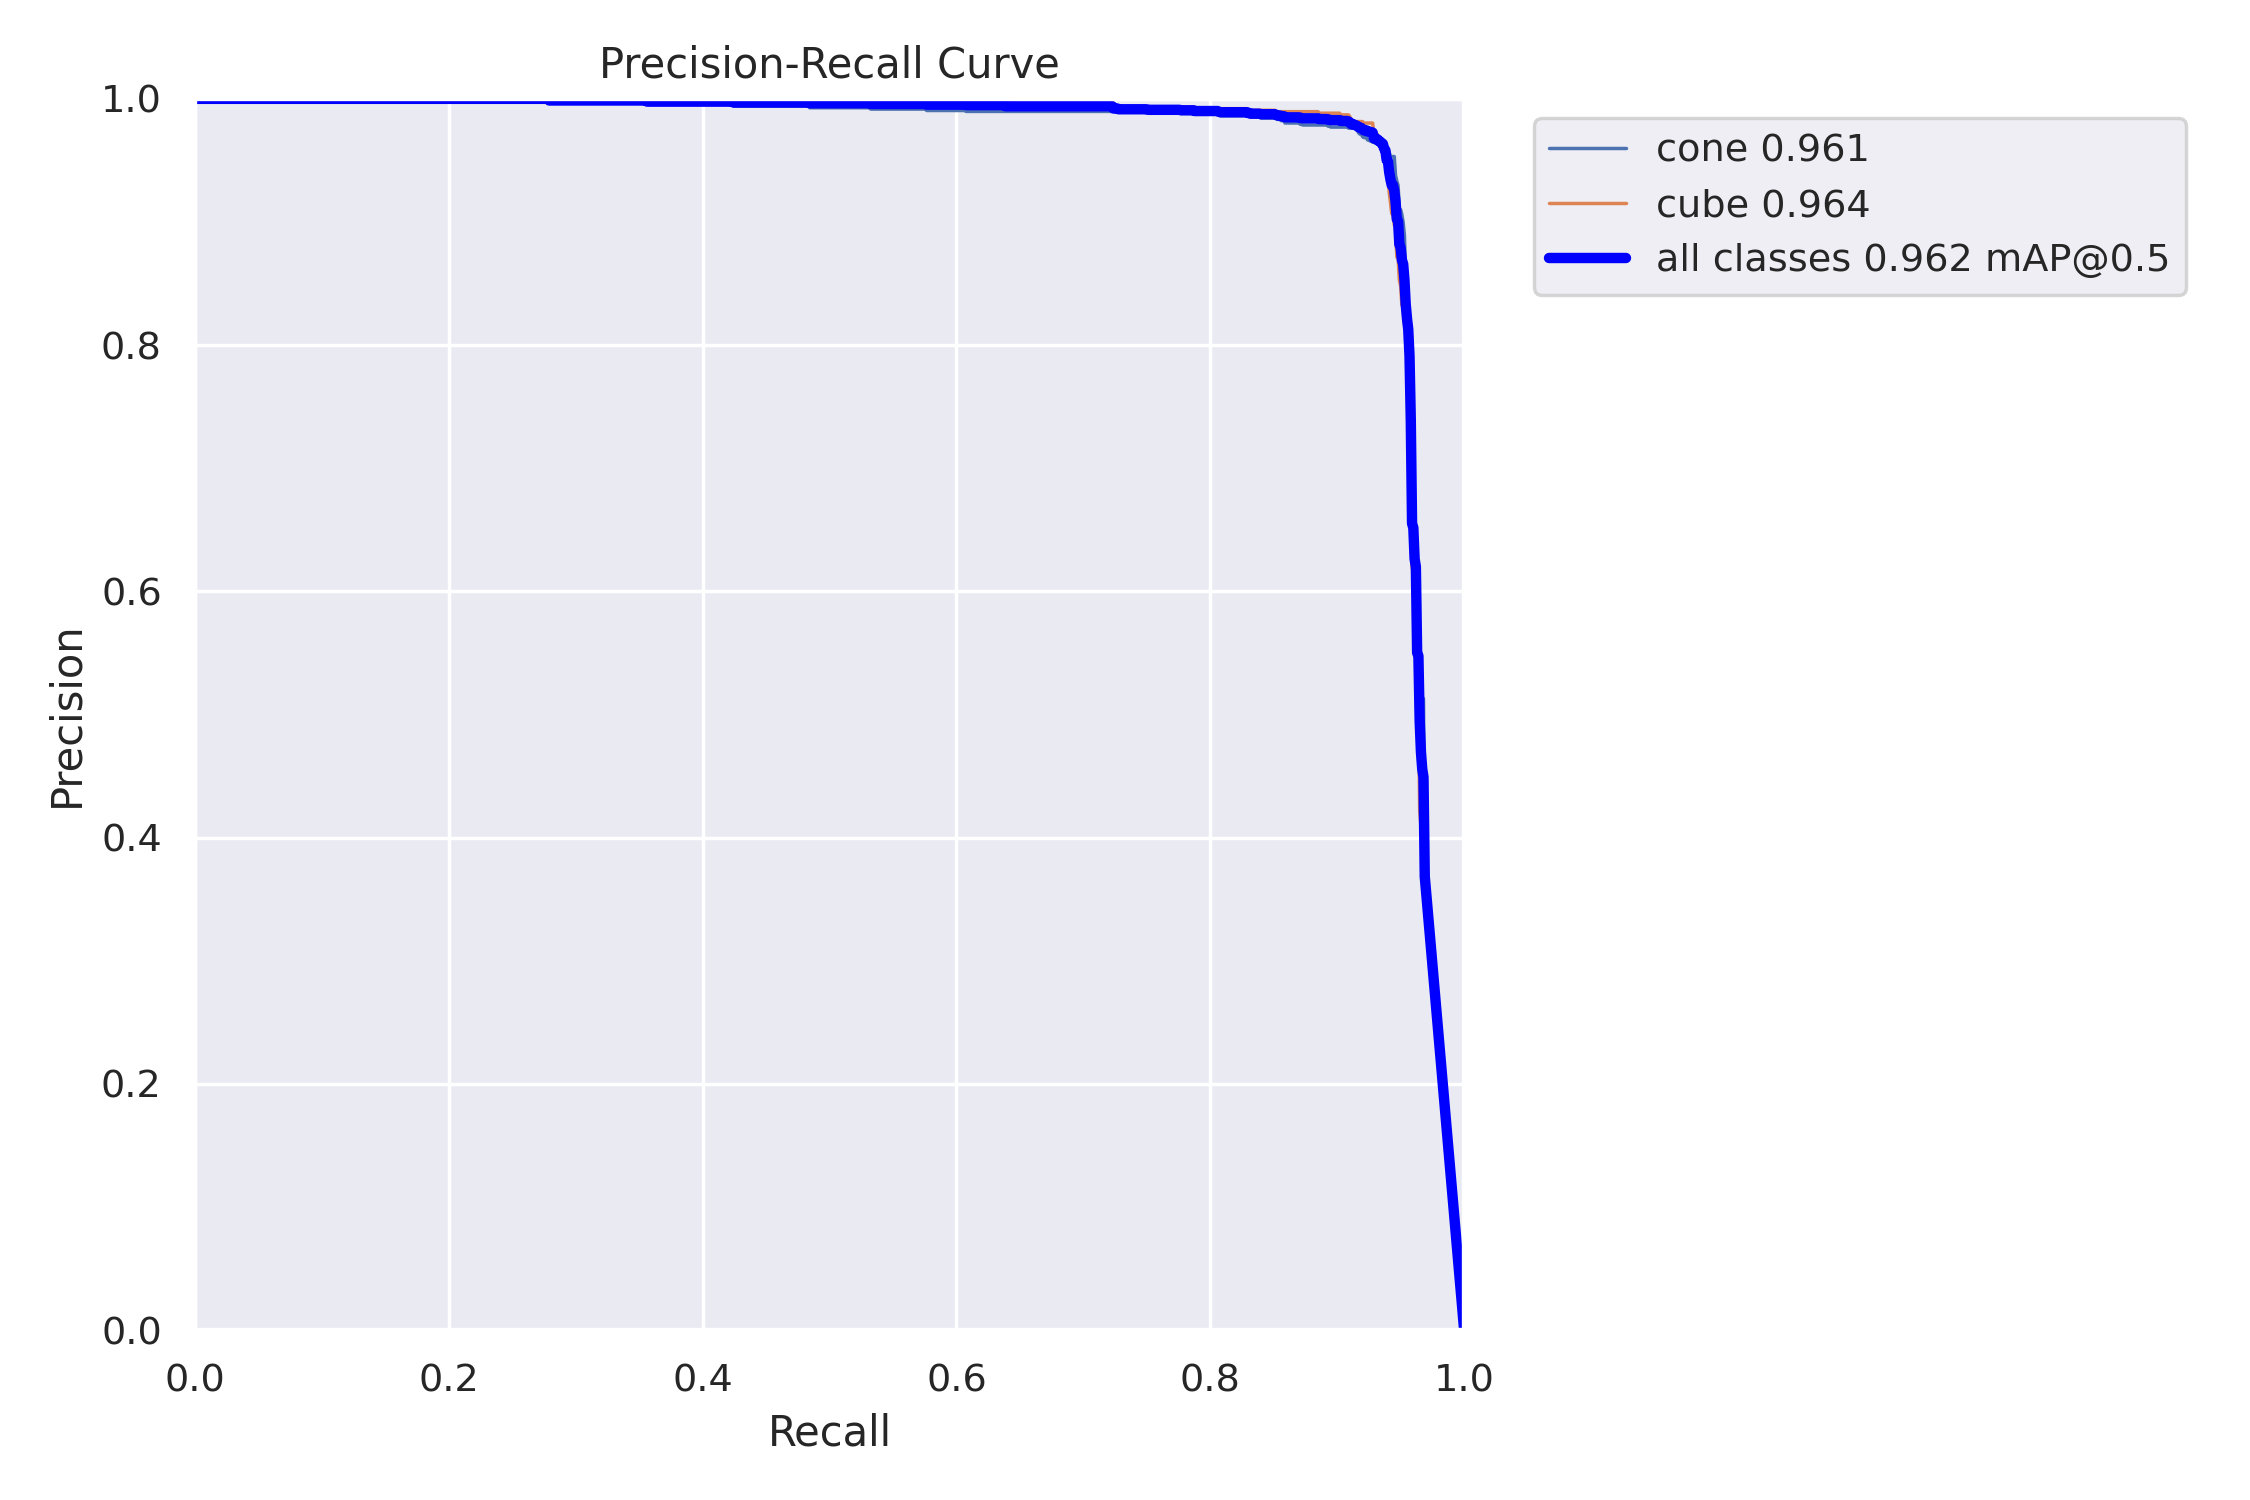 Precision-Recall Curve
1.0
0.8
0.6
0.4
0.2
0.0
Precision
0.0 0.2 0.4 0.6 0.8 1.0
Recall
cone 0.961
cube 0.964
all classes 0.962 mAP@0.5